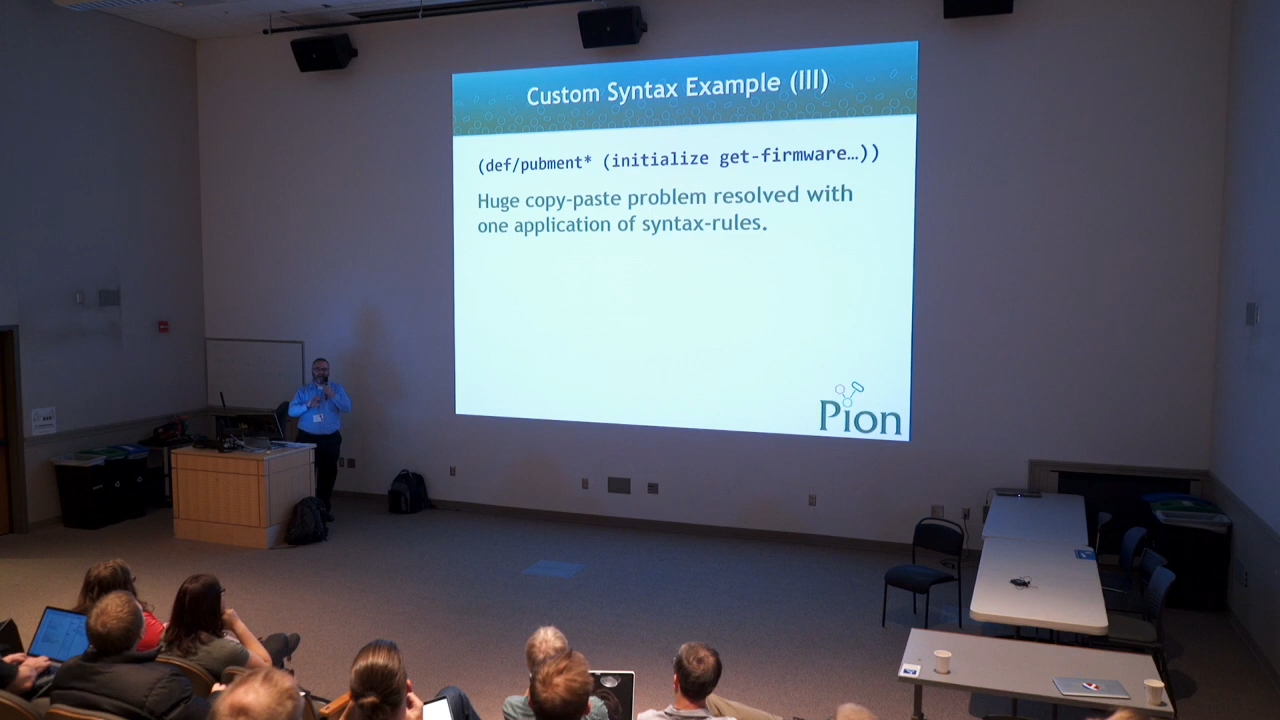 Custom Syntax Example (III)
(def/pubment* (initialize get-firmware…))
Huge copy-paste problem resolved with
one application of syntax-rules.
Pion